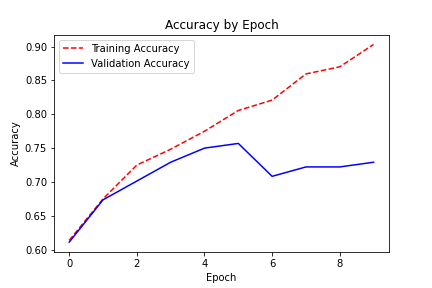 Accuracy by Epoch
Training Accuracy
Validation Accuracy
0.90
0.85
0.80
0.75
0.70
0.65
0.60
Accuracy
0 2 4 6 8
Epoch